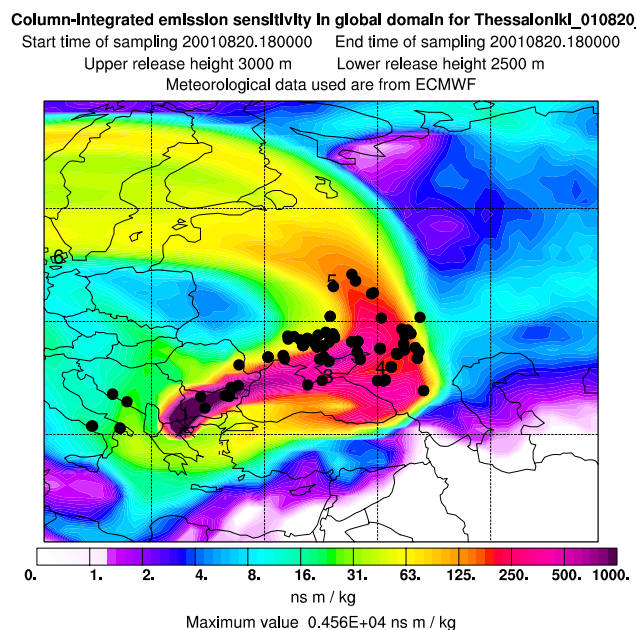 Column-integrated emission sensitivity in global domain for Thessaloniki_010820_
Start time of sampling 20010820.180000 End time of sampling 20010820.180000
Upper release height 3000 m Lower release height 2500 m
Meteorological data used are from ECMWF
6
5
4
3
0. 1. 2. 4. 8. 16. 31. 63. 125. 250. 500. 1000.
ns m / kg
Maximum value 0.456E+04 ns m / kg